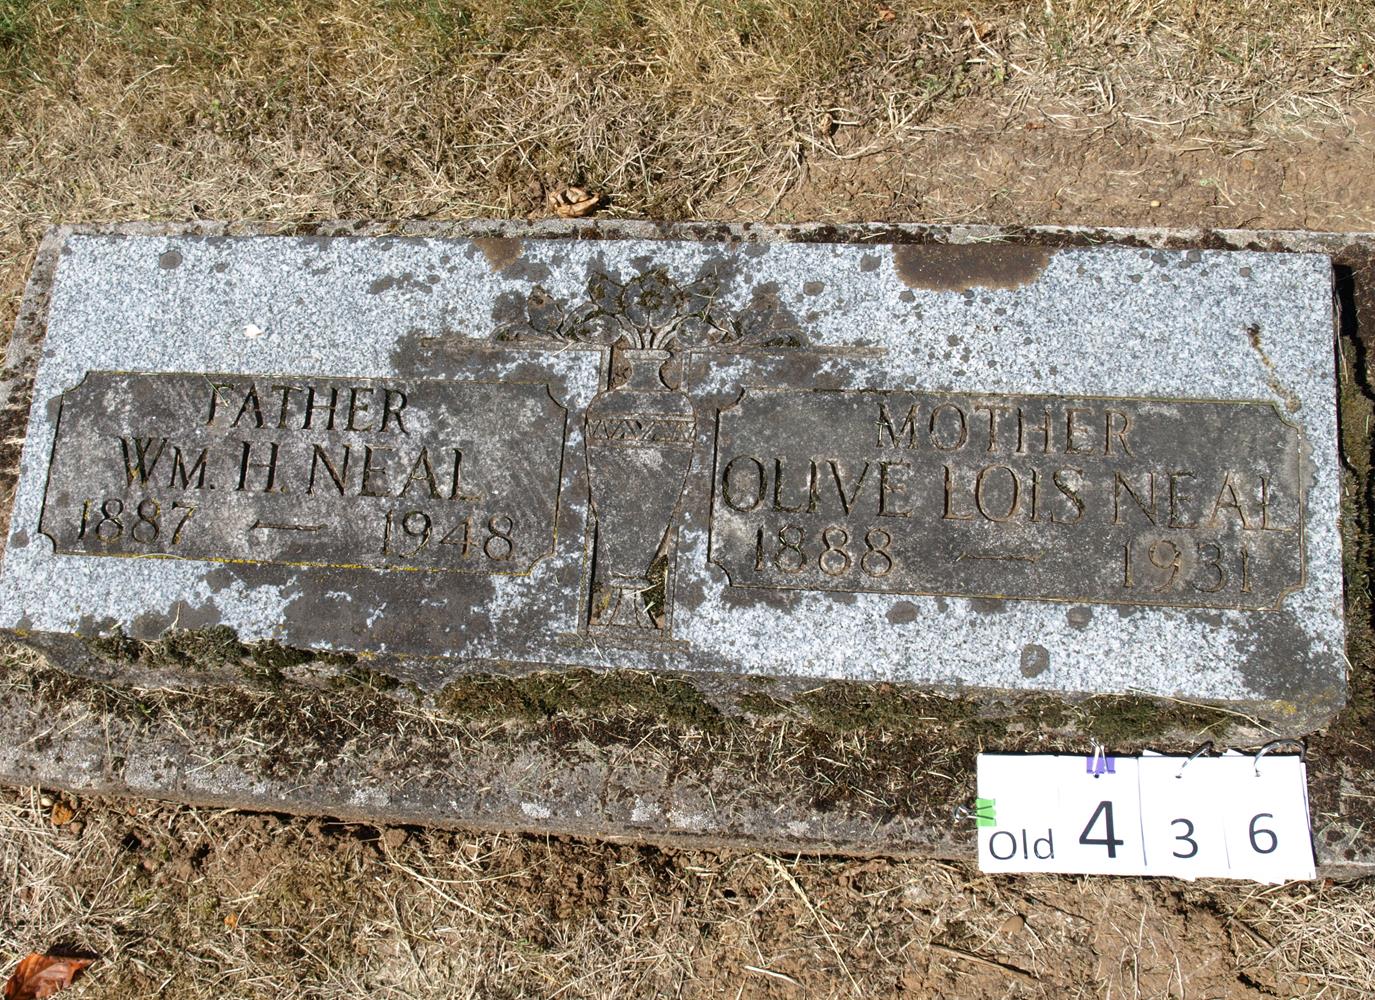 FATHER
WM. H. NEAL
1887 — 1948
MOTHER
OLIVE LOIS NEAL
1888 — 1931
Old 4 3 6